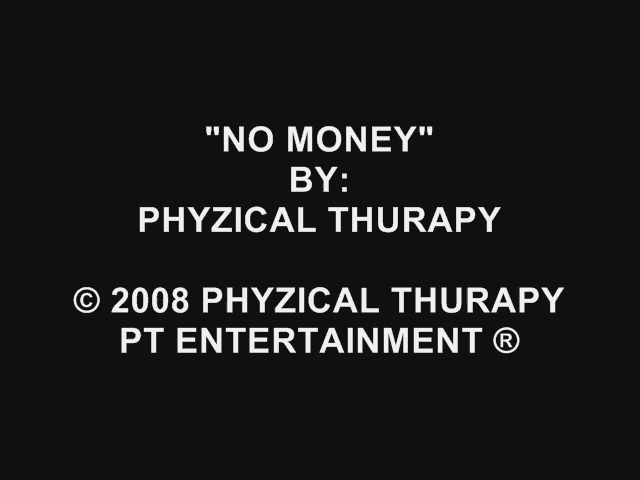 "NO MONEY"
BY:
PHYZICAL THURAPY
© 2008 PHYZICAL THURAPY
PT ENTERTAINMENT ®